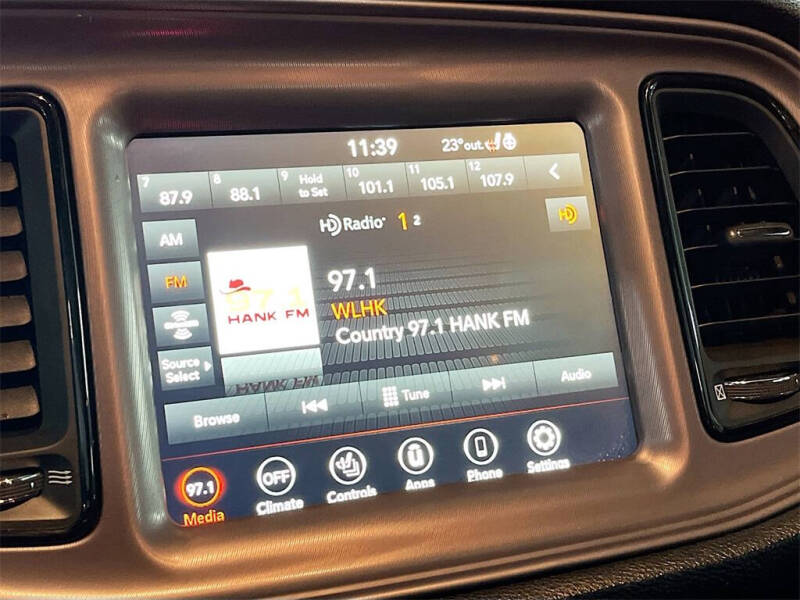 11:39
23° out.
7 87.9
8 88.1
9 Hold to Set
10 101.1
11 105.1
12 107.9
HD Radio 1 2
HD
AM
FM
Source Select
97.1
HANK FM
97.1
WLHK
Country 97.1 HANK FM
Browse
Tune
Audio
97.1
Media
OFF
Climate
Controls
Apps
Phone
Settings